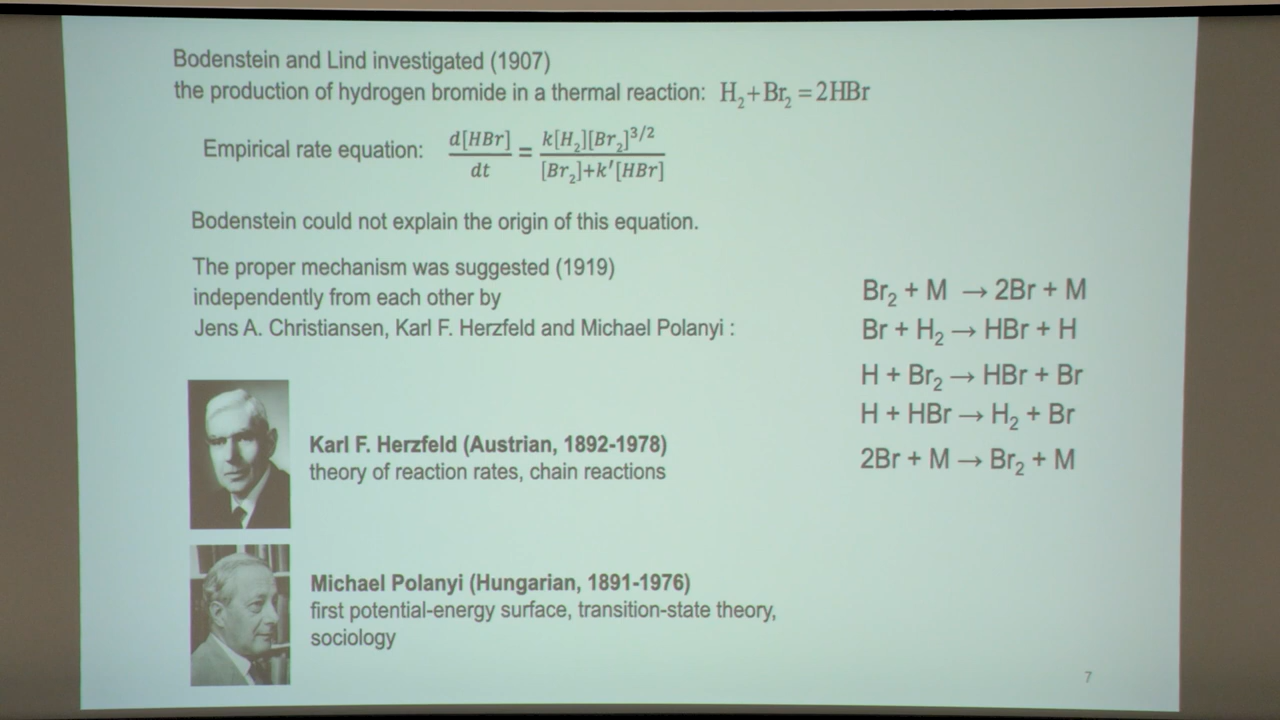 Bodenstein and Lind investigated (1907)
the production of hydrogen bromide in a thermal reaction: H₂+Br₂ = 2HBr
Empirical rate equation: d[HBr]/dt = k[H₂][Br₂]^3/2 / [Br₂]+k′[HBr]
Bodenstein could not explain the origin of this equation.
The proper mechanism was suggested (1919)
independently from each other by
Jens A. Christiansen, Karl F. Herzfeld and Michael Polanyi :
Br₂ + M → 2Br + M
Br + H₂ → HBr + H
H + Br₂ → HBr + Br
H + HBr → H₂ + Br
2Br + M → Br₂ + M
Karl F. Herzfeld (Austrian, 1892-1978)
theory of reaction rates, chain reactions
Michael Polanyi (Hungarian, 1891-1976)
first potential-energy surface, transition-state theory,
sociology
7